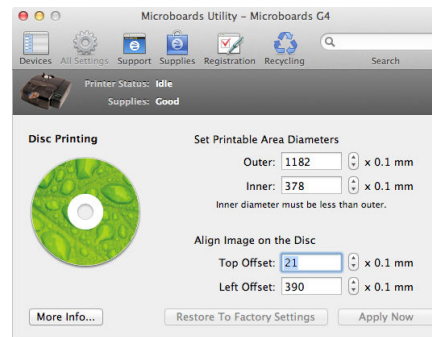 Microboards Utility – Microboards G4
Devices All Settings Support Supplies Registration Recycling Search
Printer Status: Idle
Supplies: Good
Disc Printing
Set Printable Area Diameters
Outer: 1182 x 0.1 mm
Inner: 378 x 0.1 mm
Inner diameter must be less than outer.
Align Image on the Disc
Top Offset: 21 x 0.1 mm
Left Offset: 390 x 0.1 mm
More Info... Restore To Factory Settings Apply Now